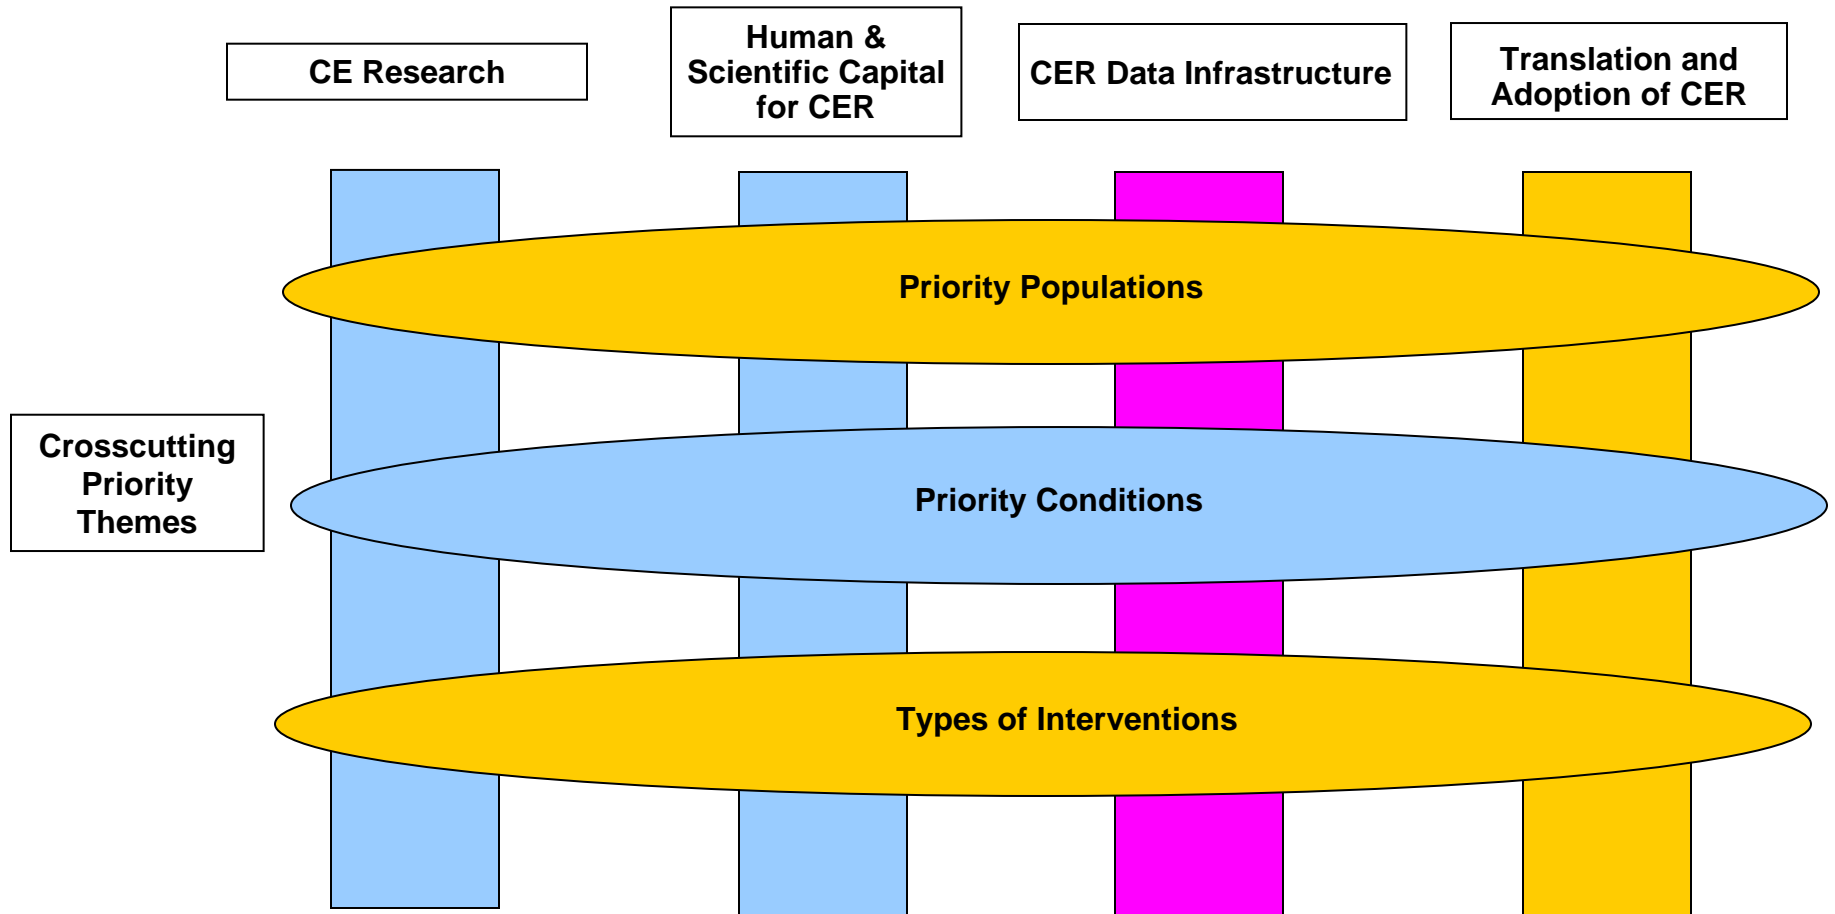 CE Research
Human &
Scientific Capital
for CER
CER Data Infrastructure
Translation and
Adoption of CER
Priority Populations
Crosscutting
Priority
Themes
Priority Conditions
Types of Interventions